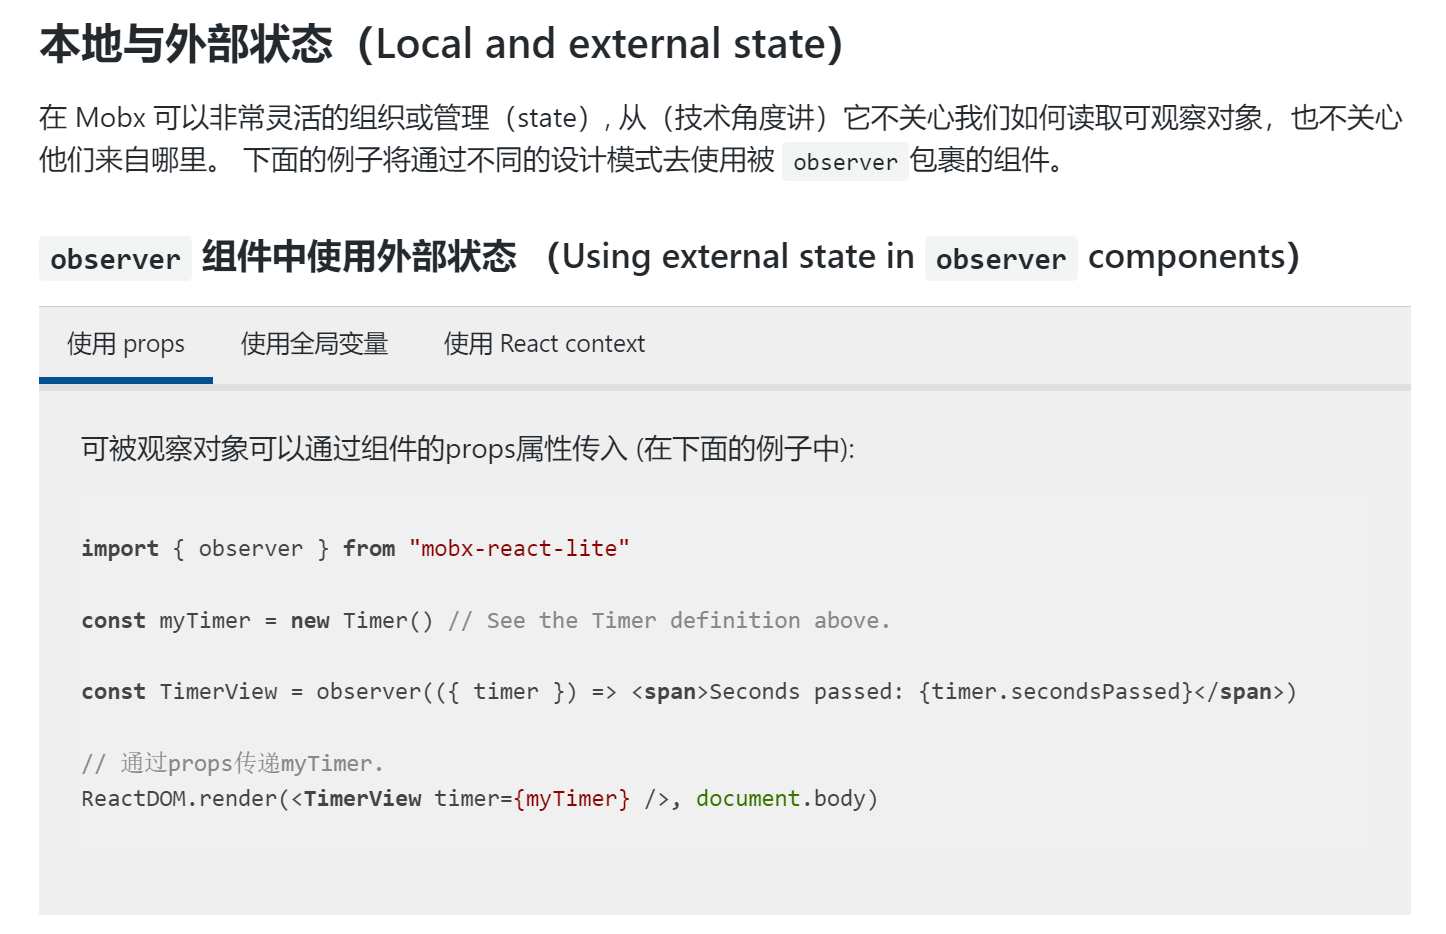 本地与外部状态（Local and external state）
在 Mobx 可以非常灵活的组织或管理（state）, 从（技术角度讲）它不关心我们如何读取可观察对象，也不关心
他们来自哪里。 下面的例子将通过不同的设计模式去使用被 observer 包裹的组件。
observer 组件中使用外部状态 （Using external state in observer components）
使用 props 使用全局变量 使用 React context
可被观察对象可以通过组件的props属性传入 (在下面的例子中):
import { observer } from "mobx-react-lite"
const myTimer = new Timer() // See the Timer definition above.
const TimerView = observer(({ timer }) => <span>Seconds passed: {timer.secondsPassed}</span>)
// 通过props传递myTimer.
ReactDOM.render(<TimerView timer={myTimer} />, document.body)